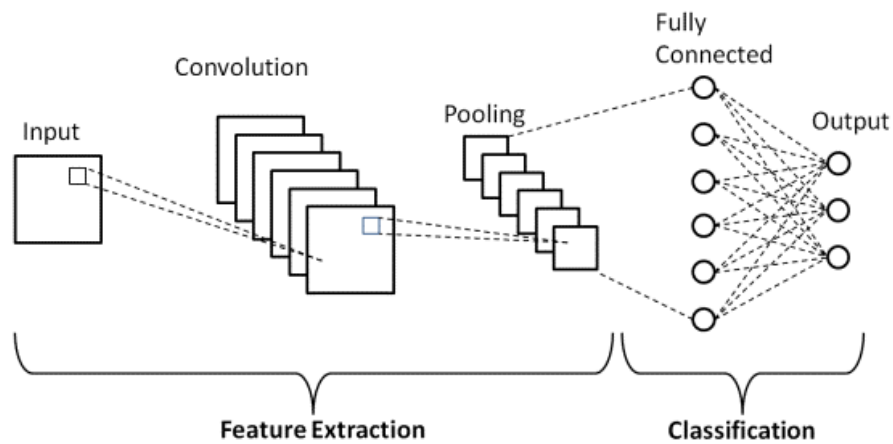 Input
Convolution
Pooling
Fully
Connected
Output
Feature Extraction
Classification